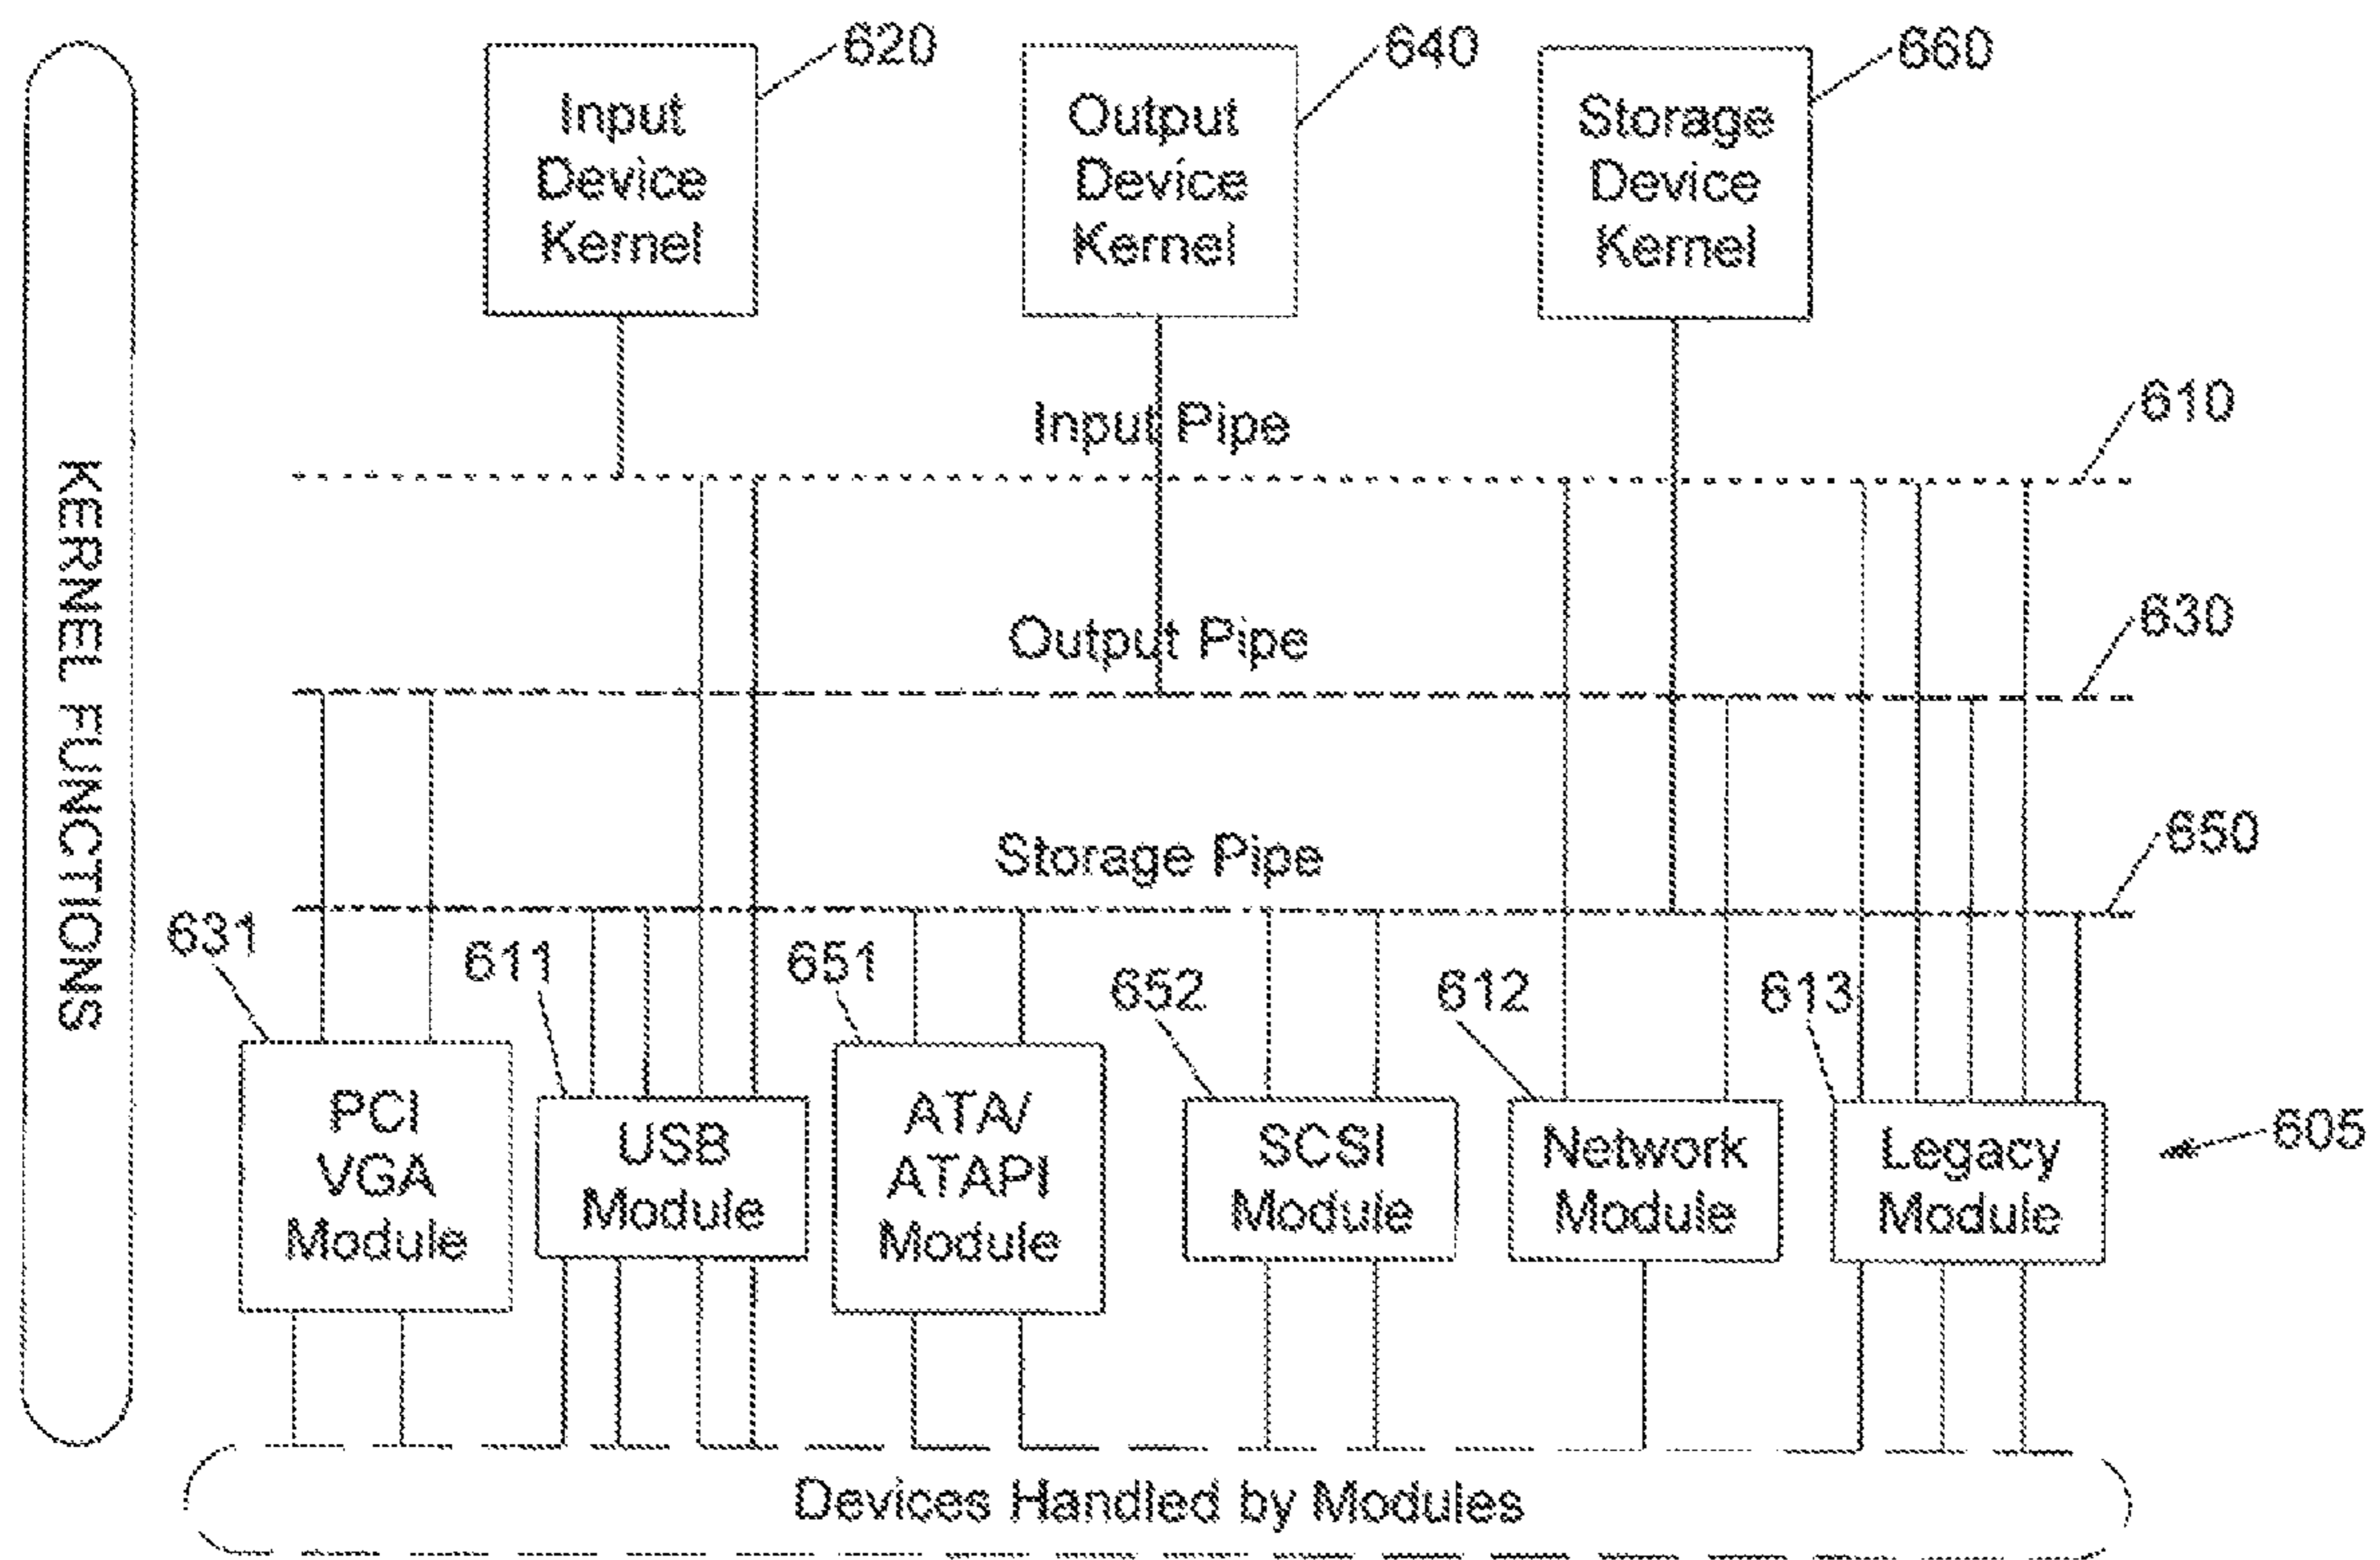 620
640
660
Input
Device
Kernel
Output
Device
Kernel
Storage
Device
Kernel
Input Pipe
610
KERNEL FUNCTIONS
Output Pipe
630
Storage Pipe
650
631
611
651
652
612
613
PCI
VGA
Module
USB
Module
ATA/
ATAPI
Module
SCSI
Module
Network
Module
Legacy
Module
605
Devices Handled by Modules